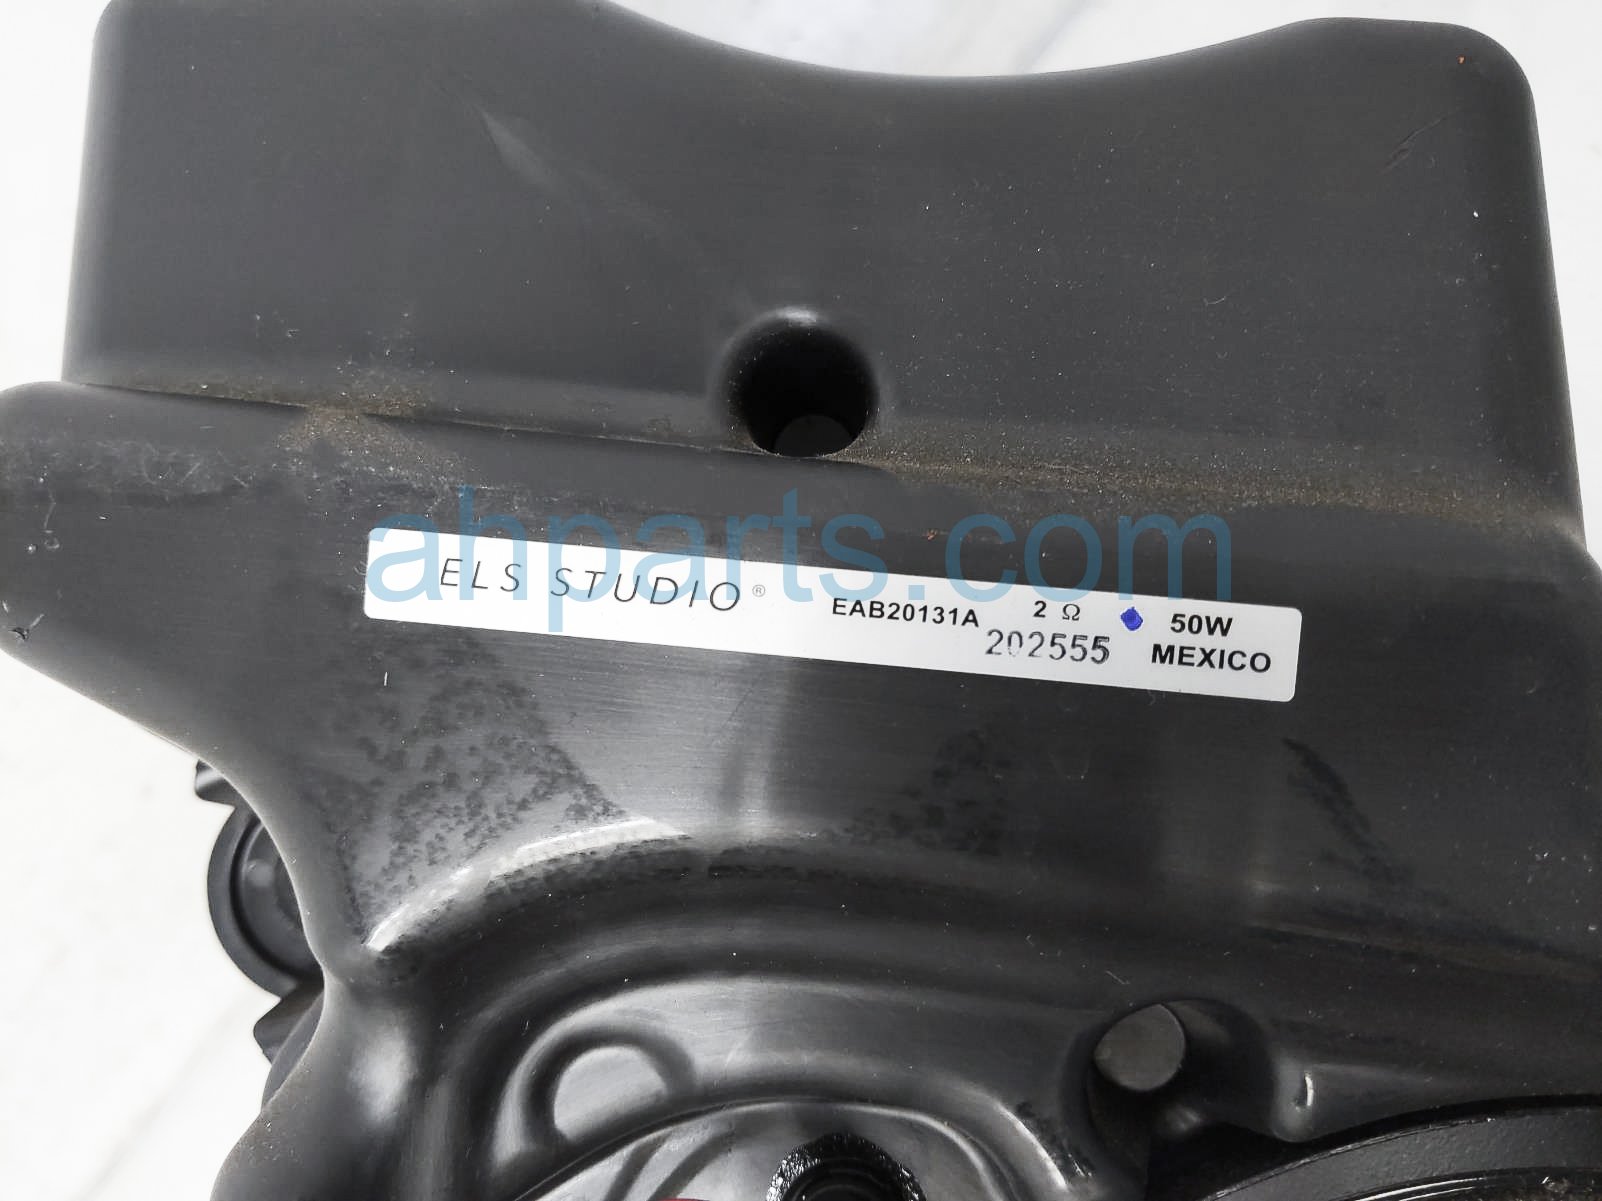 ahparts.com
ELS STUDIO® EAB20131A 2 Ω 50W
202555 MEXICO